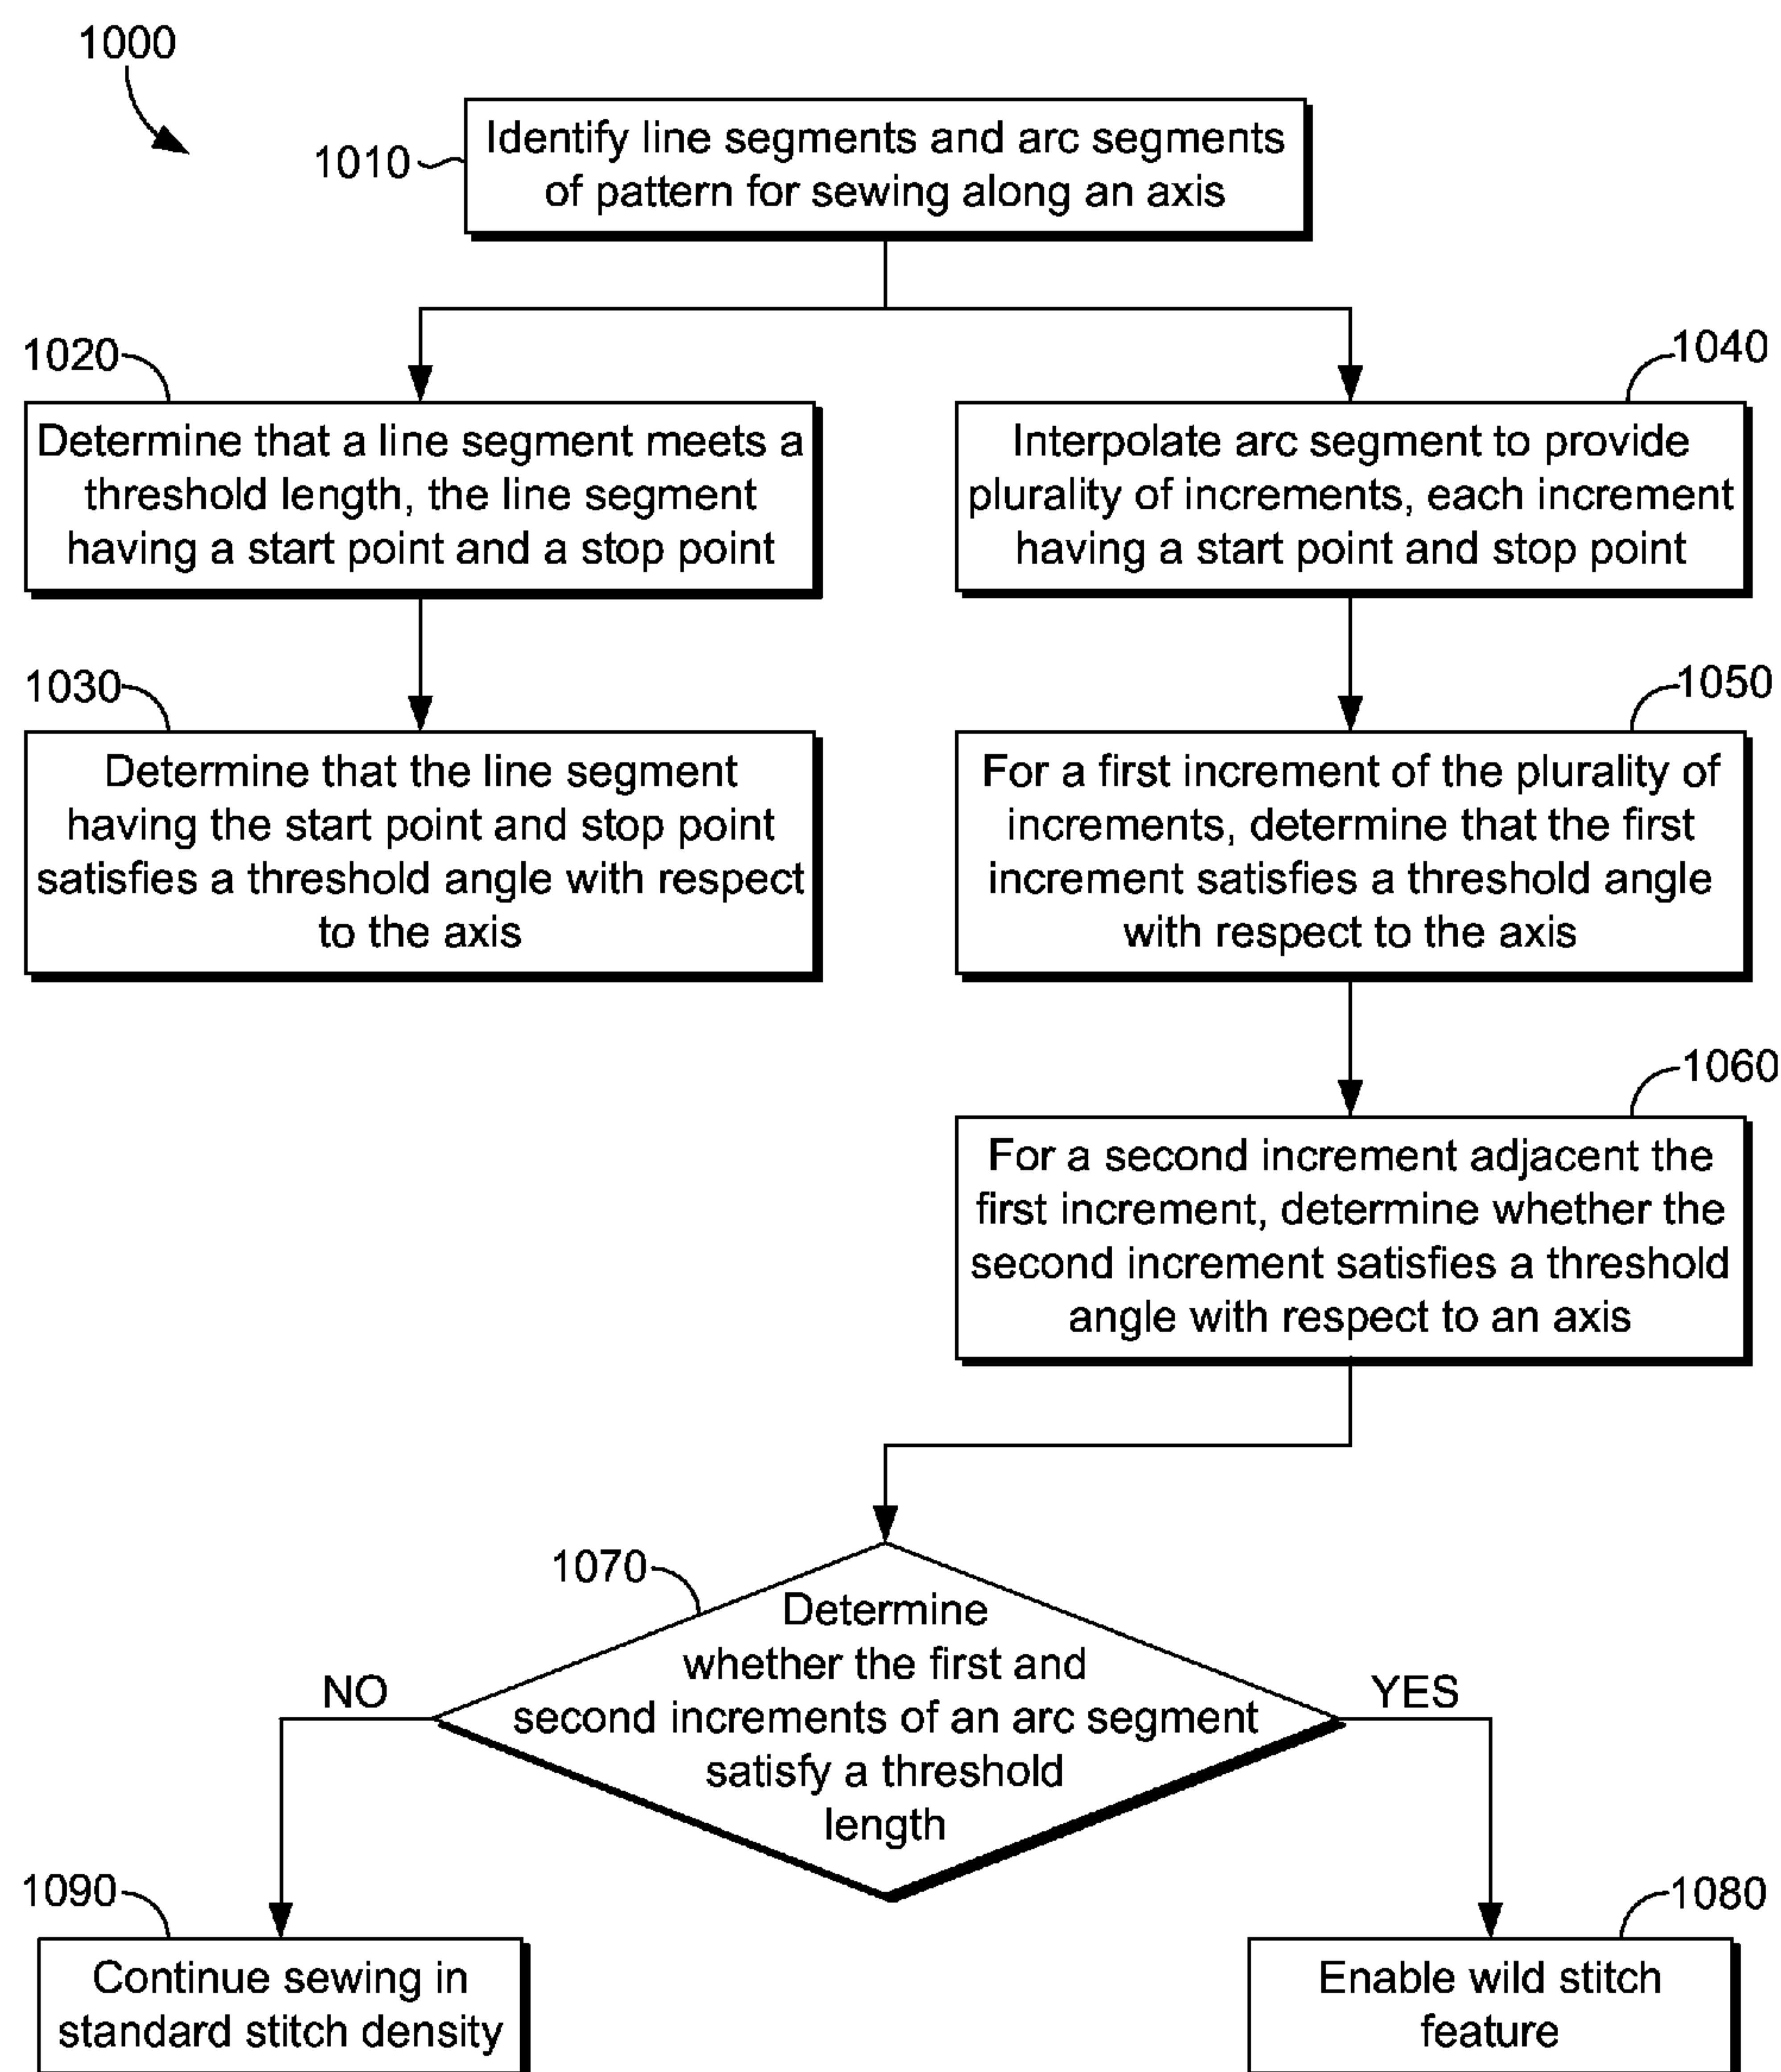 1000
1010
Identify line segments and arc segments
of pattern for sewing along an axis
1020
Determine that a line segment meets a
threshold length, the line segment
having a start point and a stop point
1040
Interpolate arc segment to provide
plurality of increments, each increment
having a start point and stop point
1030
Determine that the line segment
having the start point and stop point
satisfies a threshold angle with respect
to the axis
1050
For a first increment of the plurality of
increments, determine that the first
increment satisfies a threshold angle
with respect to the axis
1060
For a second increment adjacent the
first increment, determine whether the
second increment satisfies a threshold
angle with respect to an axis
1070
Determine
whether the first and
second increments of an arc segment
satisfy a threshold
length
NO
YES
1090
Continue sewing in
standard stitch density
1080
Enable wild stitch
feature